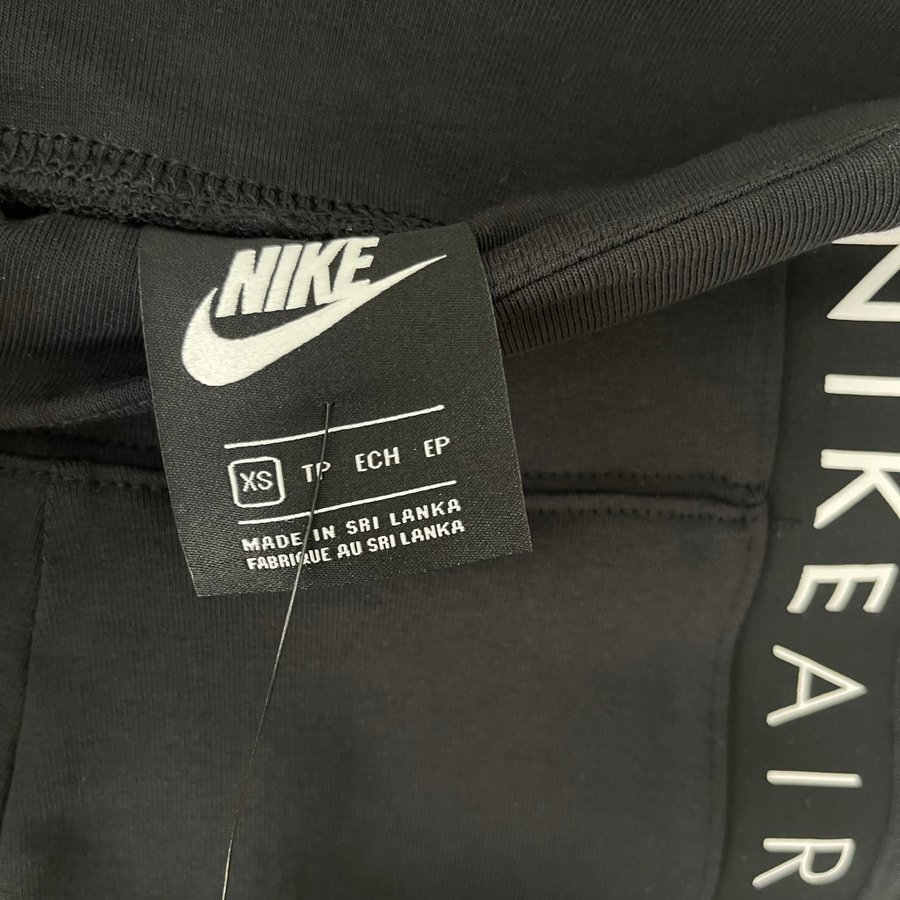 NIKE
XS TP ECH EP
MADE IN SRI LANKA
FABRIQUE AU SRI LANKA
NIKE AIR